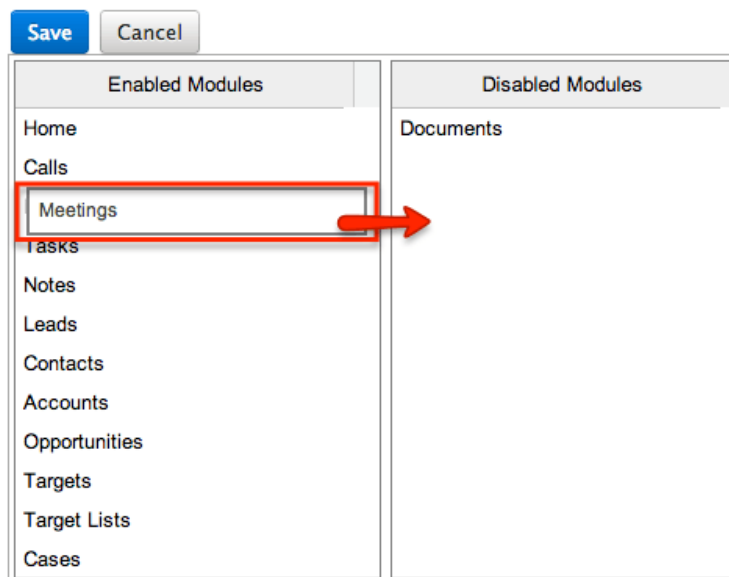 Save Cancel
Enabled Modules Disabled Modules
Home Documents
Calls
Meetings
Tasks
Notes
Leads
Contacts
Accounts
Opportunities
Targets
Target Lists
Cases